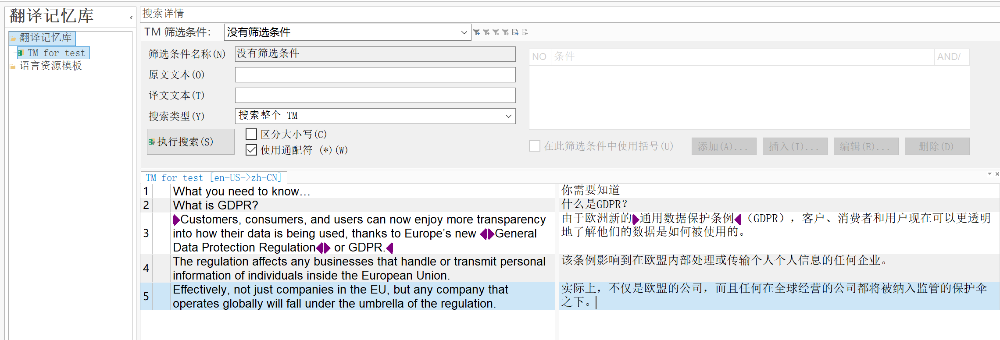 翻译记忆库
翻译记忆库
TM for test
语言资源模板
搜索详情
TM 筛选条件： 没有筛选条件
筛选条件名称(N) 没有筛选条件
原文文本(O)
译文文本(T)
搜索类型(Y) 搜索整个 TM
执行搜索(S)
区分大小写(C)
使用通配符 (*)(W)
NO 条件 AND/
在此筛选条件中使用括号(U) 添加(A)... 插入(I)... 编辑(E)... 删除(D)
TM for test [en-US->zh-CN]
1 What you need to know… 你需要知道
2 What is GDPR? 什么是GDPR？
3 Customers, consumers, and users can now enjoy more transparency
into how their data is being used, thanks to Europe’s new General
Data Protection Regulation or GDPR.
由于欧洲新的通用数据保护条例（GDPR），客户、消费者和用户现在可以更透明
地了解他们的数据是如何被使用的。
4 The regulation affects any businesses that handle or transmit personal
information of individuals inside the European Union.
该条例影响到在欧盟内部处理或传输个人个人信息的任何企业。
5 Effectively, not just companies in the EU, but any company that
operates globally will fall under the umbrella of the regulation.
实际上，不仅是欧盟的公司，而且任何在全球经营的公司都将被纳入监管的保护伞
之下。